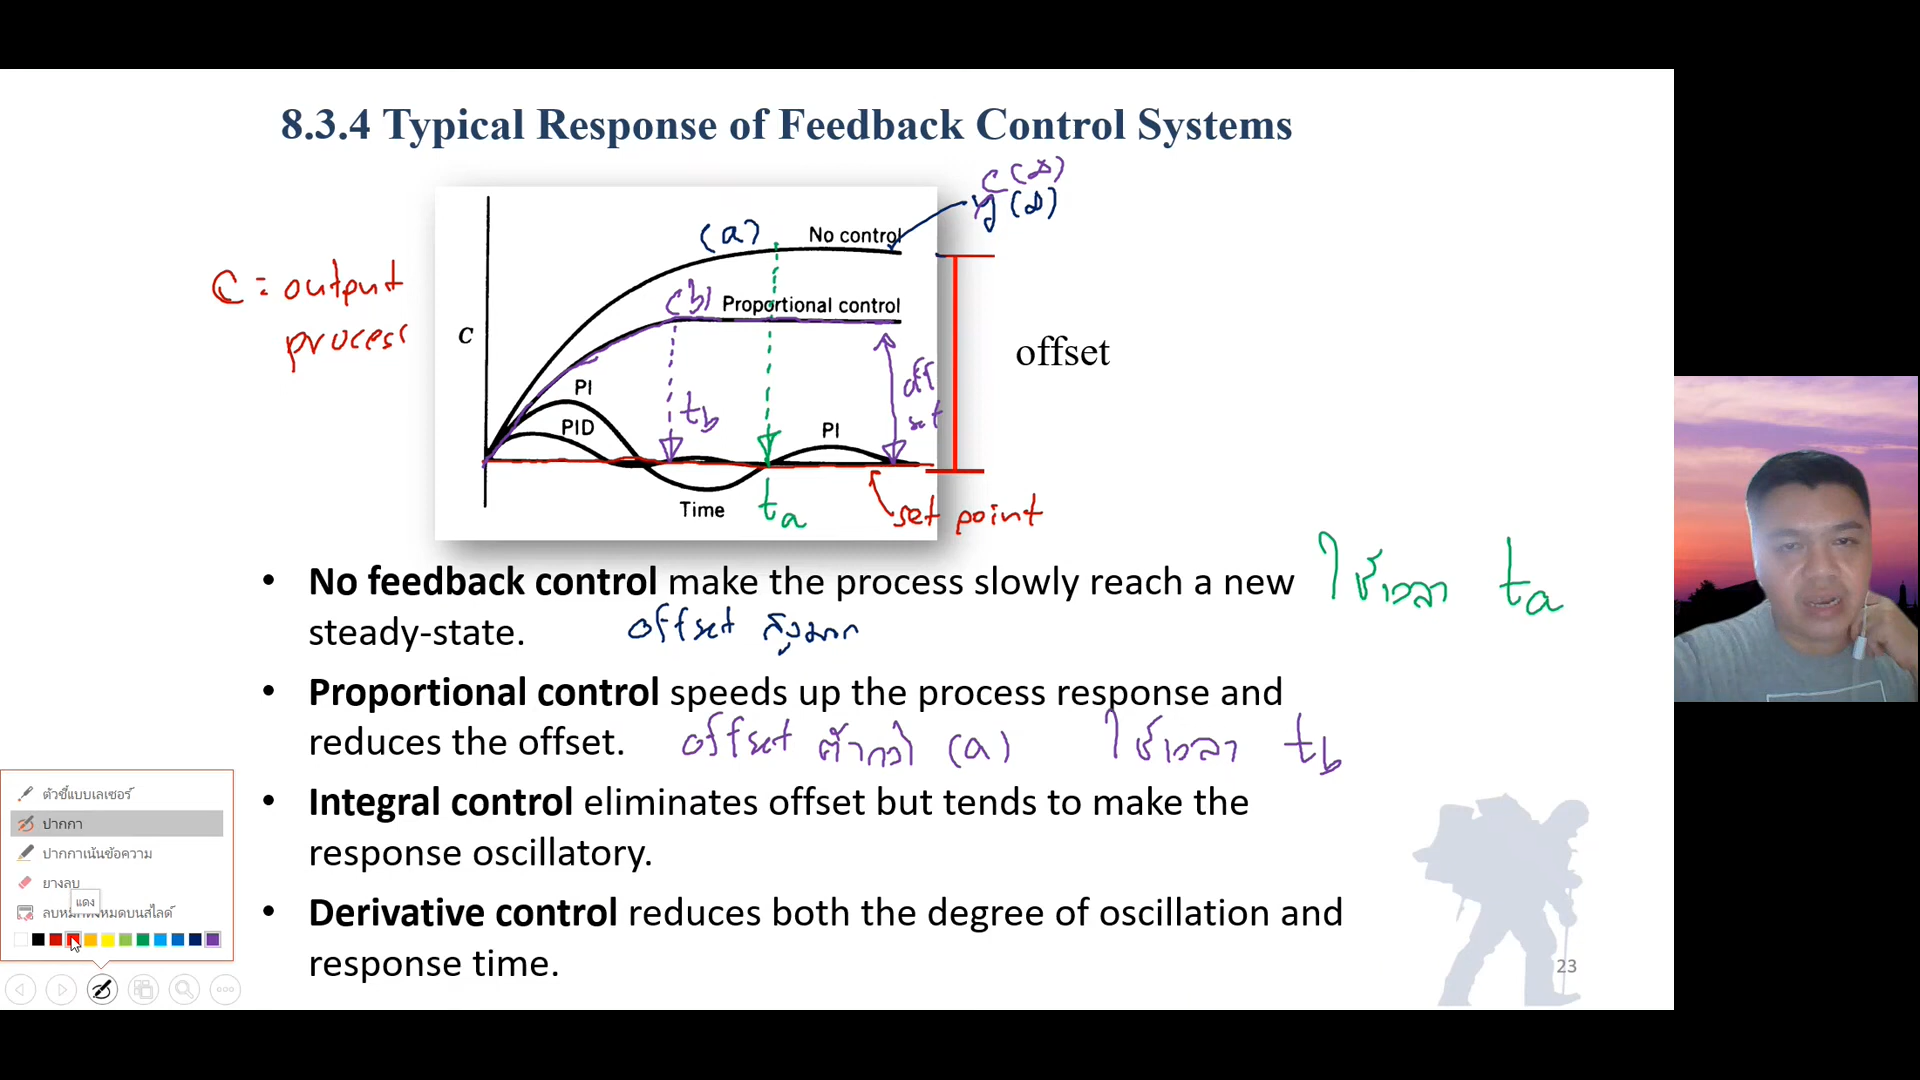 8.3.4 Typical Response of Feedback Control Systems
C (∞)
y (∞)
(a)
No control
C = output
process
(b)
Proportional control
c
offset
off
set
PI
PID
t_b
PI
Time
t_a
set point
• No feedback control make the process slowly reach a new
steady-state.
ใช้เวลา t_a
offset สูงมาก
• Proportional control speeds up the process response and
reduces the offset.
offset ต่ำกว่า (a) ใช้เวลา t_b
• Integral control eliminates offset but tends to make the
response oscillatory.
• Derivative control reduces both the degree of oscillation and
response time.
23
ตัวชี้แบบเลเซอร์
ปากกา
ปากกาเน้นข้อความ
ยางลบ
แดง